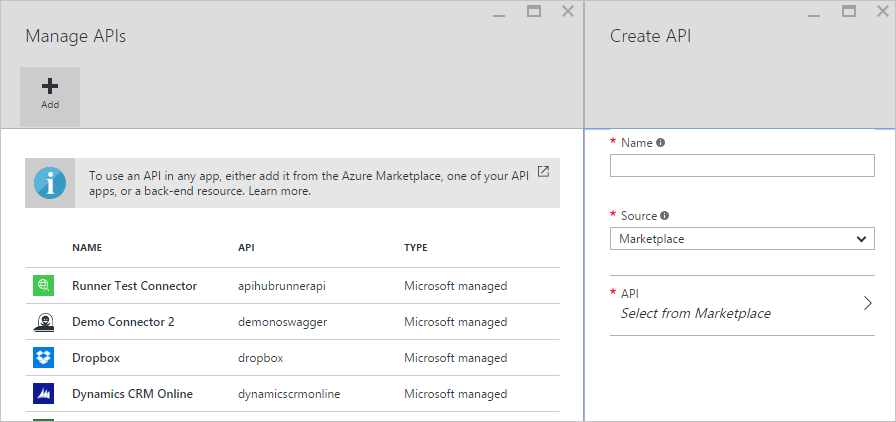 Manage APIs
Add
To use an API in any app, either add it from the Azure Marketplace, one of your API
apps, or a back-end resource. Learn more.
NAME API TYPE
Runner Test Connector apihubrunnerapi Microsoft managed
Demo Connector 2 demonoswagger Microsoft managed
Dropbox dropbox Microsoft managed
Dynamics CRM Online dynamicscrmonline Microsoft managed
Create API
* Name
* Source
Marketplace
* API
Select from Marketplace